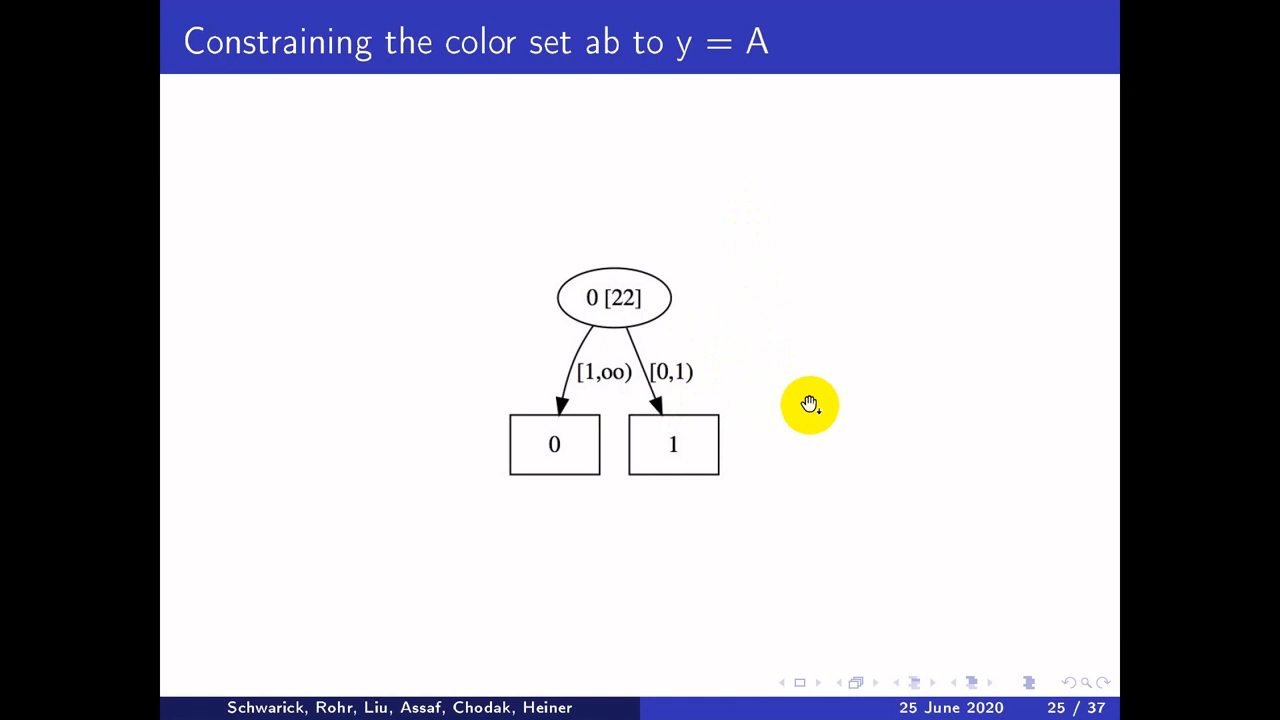 Constraining the color set ab to y = A
0 [22]
[1,oo) [0,1)
0 1
Schwarick, Rohr, Liu, Assaf, Chodak, Heiner 25 June 2020 25 / 37